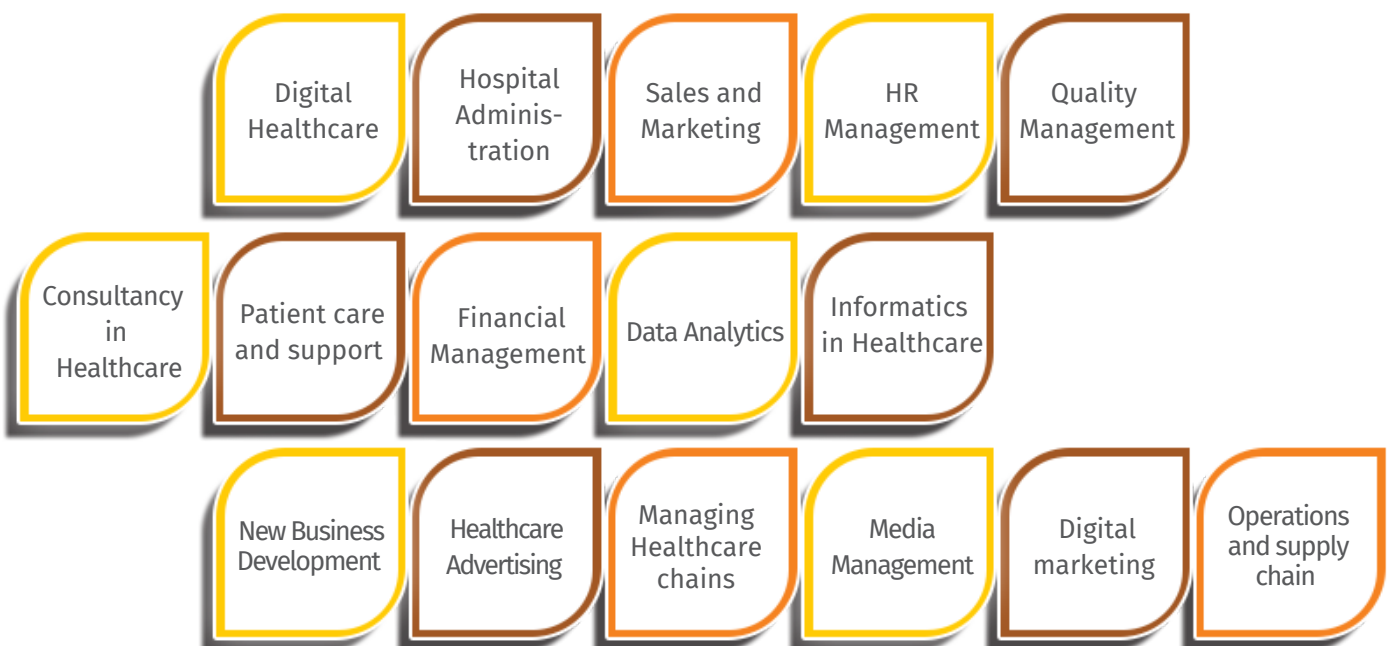 Digital
Healthcare
Hospital
Adminis-
tration
Sales and
Marketing
HR
Management
Quality
Management
Consultancy
in
Healthcare
Patient care
and support
Financial
Management
Data Analytics
Informatics
in Healthcare
New Business
Development
Healthcare
Advertising
Managing
Healthcare
chains
Media
Management
Digital
marketing
Operations
and supply
chain